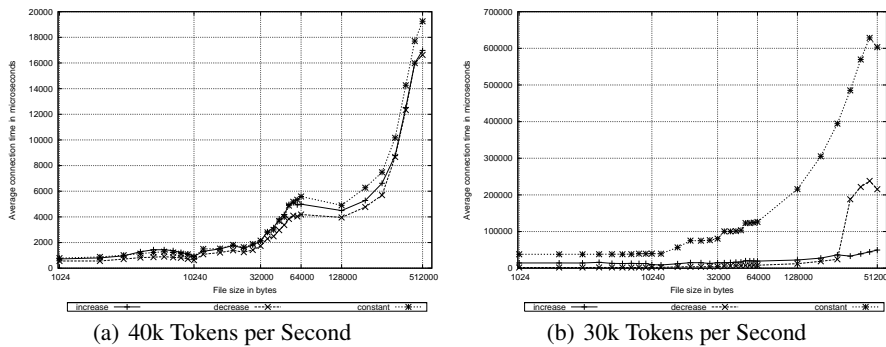 20000
18000
16000
14000
12000
10000
8000
6000
4000
2000
0
Average connection time in microseconds
1024
10240
32000
64000
128000
512000
File size in bytes
increase
decrease
constant
(a) 40k Tokens per Second
700000
600000
500000
400000
300000
200000
100000
0
Average connection time in microseconds
1024
10240
32000
64000
128000
512000
File size in bytes
increase
decrease
constant
(b) 30k Tokens per Second